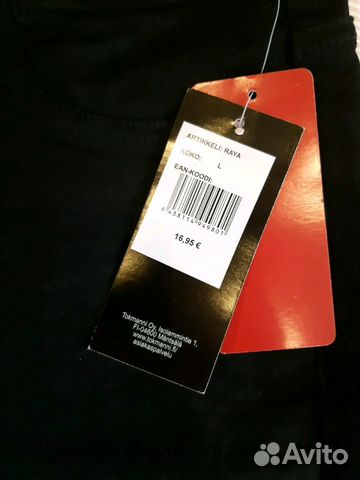 ARTIKKELI: RAYA
KOKO: L
EAN-KOODI:
6438114949801
16,95 €
Tokmanni Oy, Isolammintie 1,
FI-04600 Mäntsälä
www.tokmanni.fi/
asiakaspalvelu
Avito